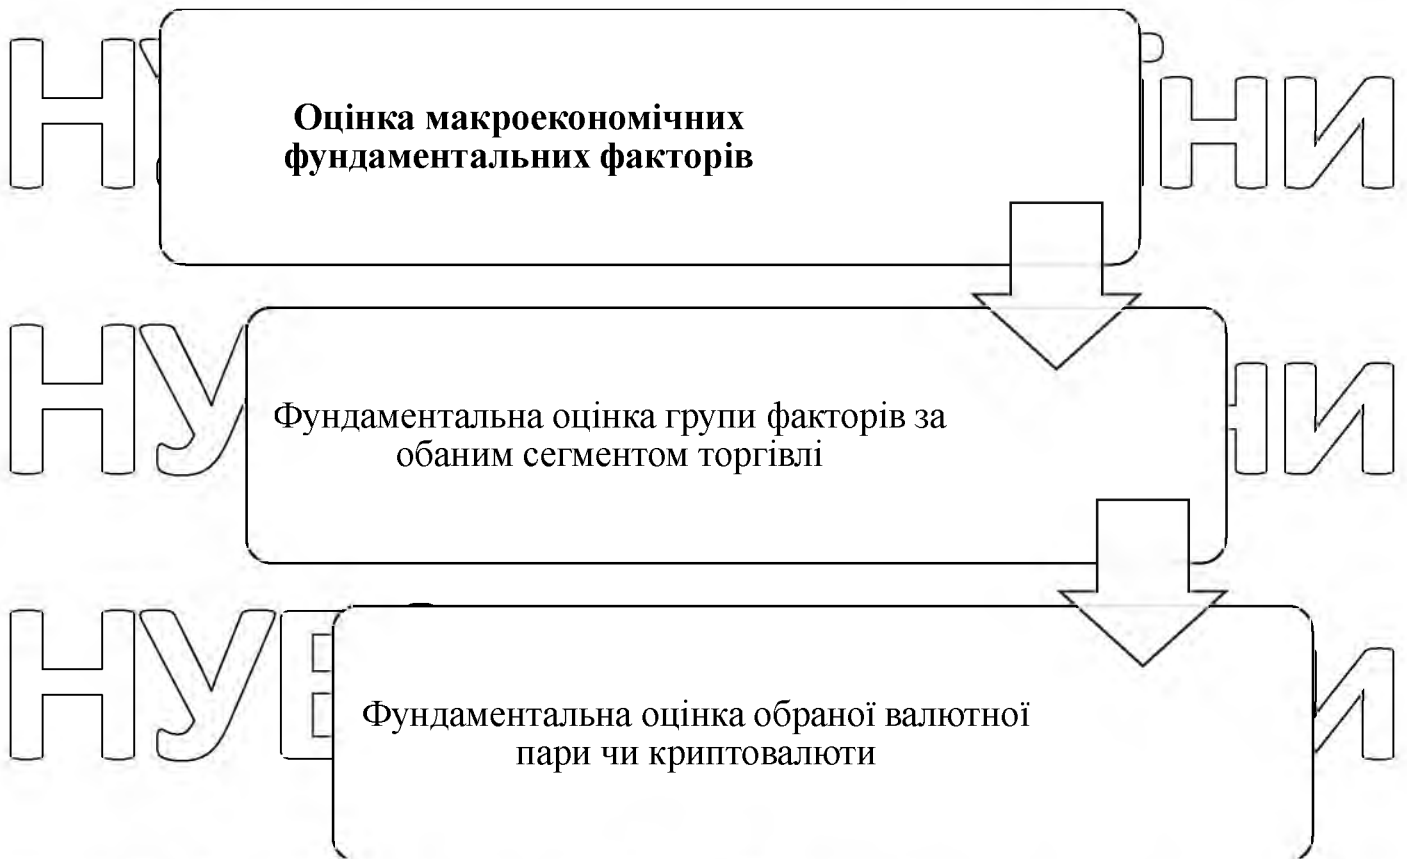 Оцінка макроекономічних
фундаментальних факторів
Фундаментальна оцінка групи факторів за
обаним сегментом торгівлі
Фундаментальна оцінка обраної валютної
пари чи криптовалюти